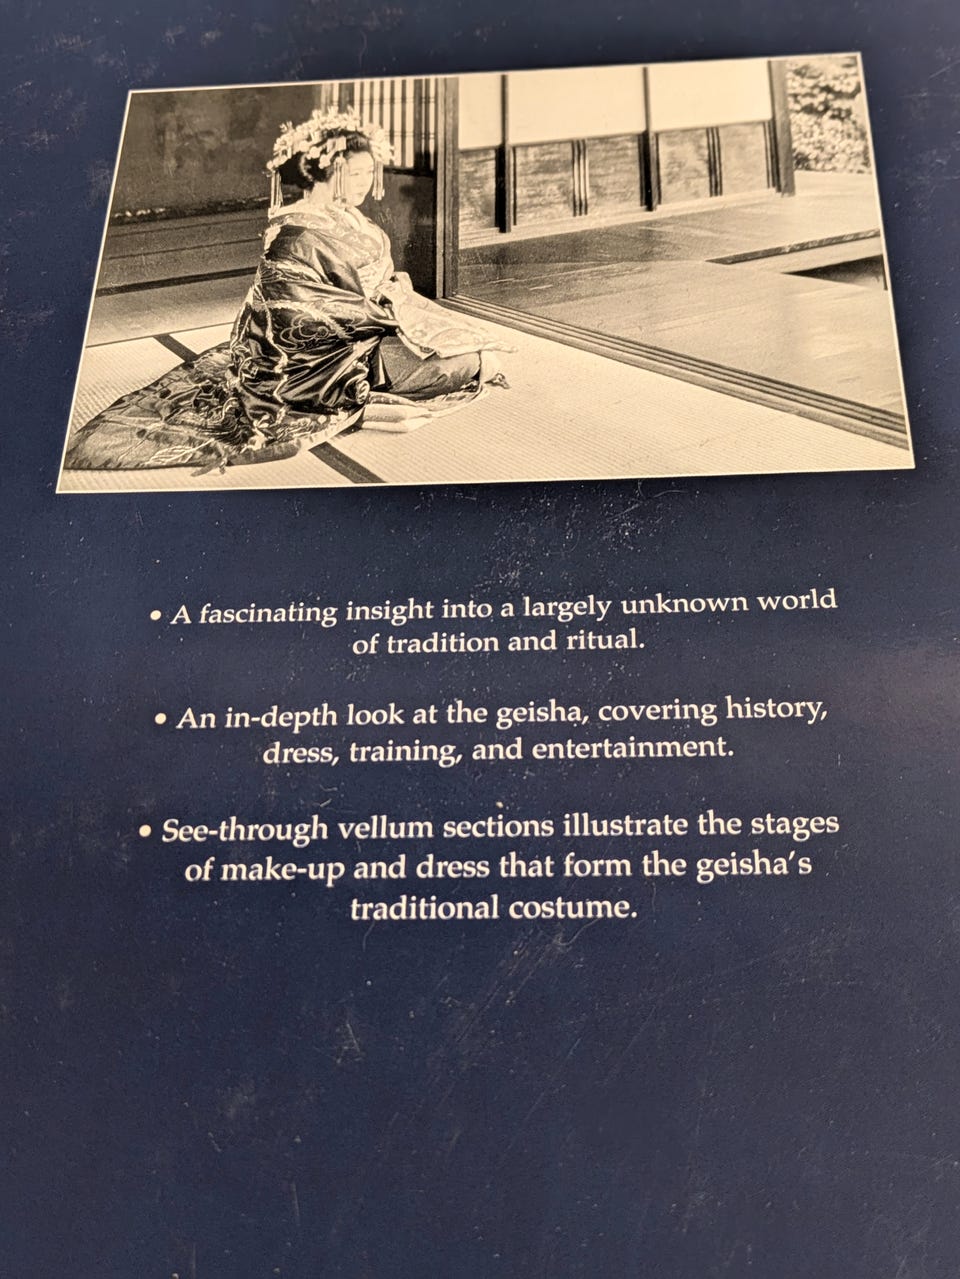 • A fascinating insight into a largely unknown world
of tradition and ritual.
• An in-depth look at the geisha, covering history,
dress, training, and entertainment.
• See-through vellum sections illustrate the stages
of make-up and dress that form the geisha's
traditional costume.